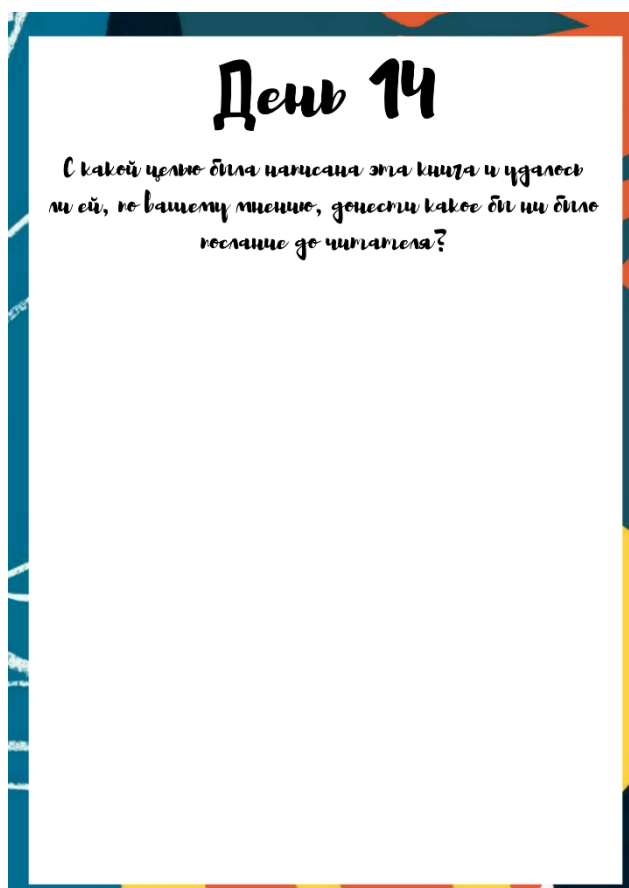 День 14
С какой целью была написана эта книга и удалось
ли ей, по вашему мнению, донести какое бы ни было
послание до читателя?